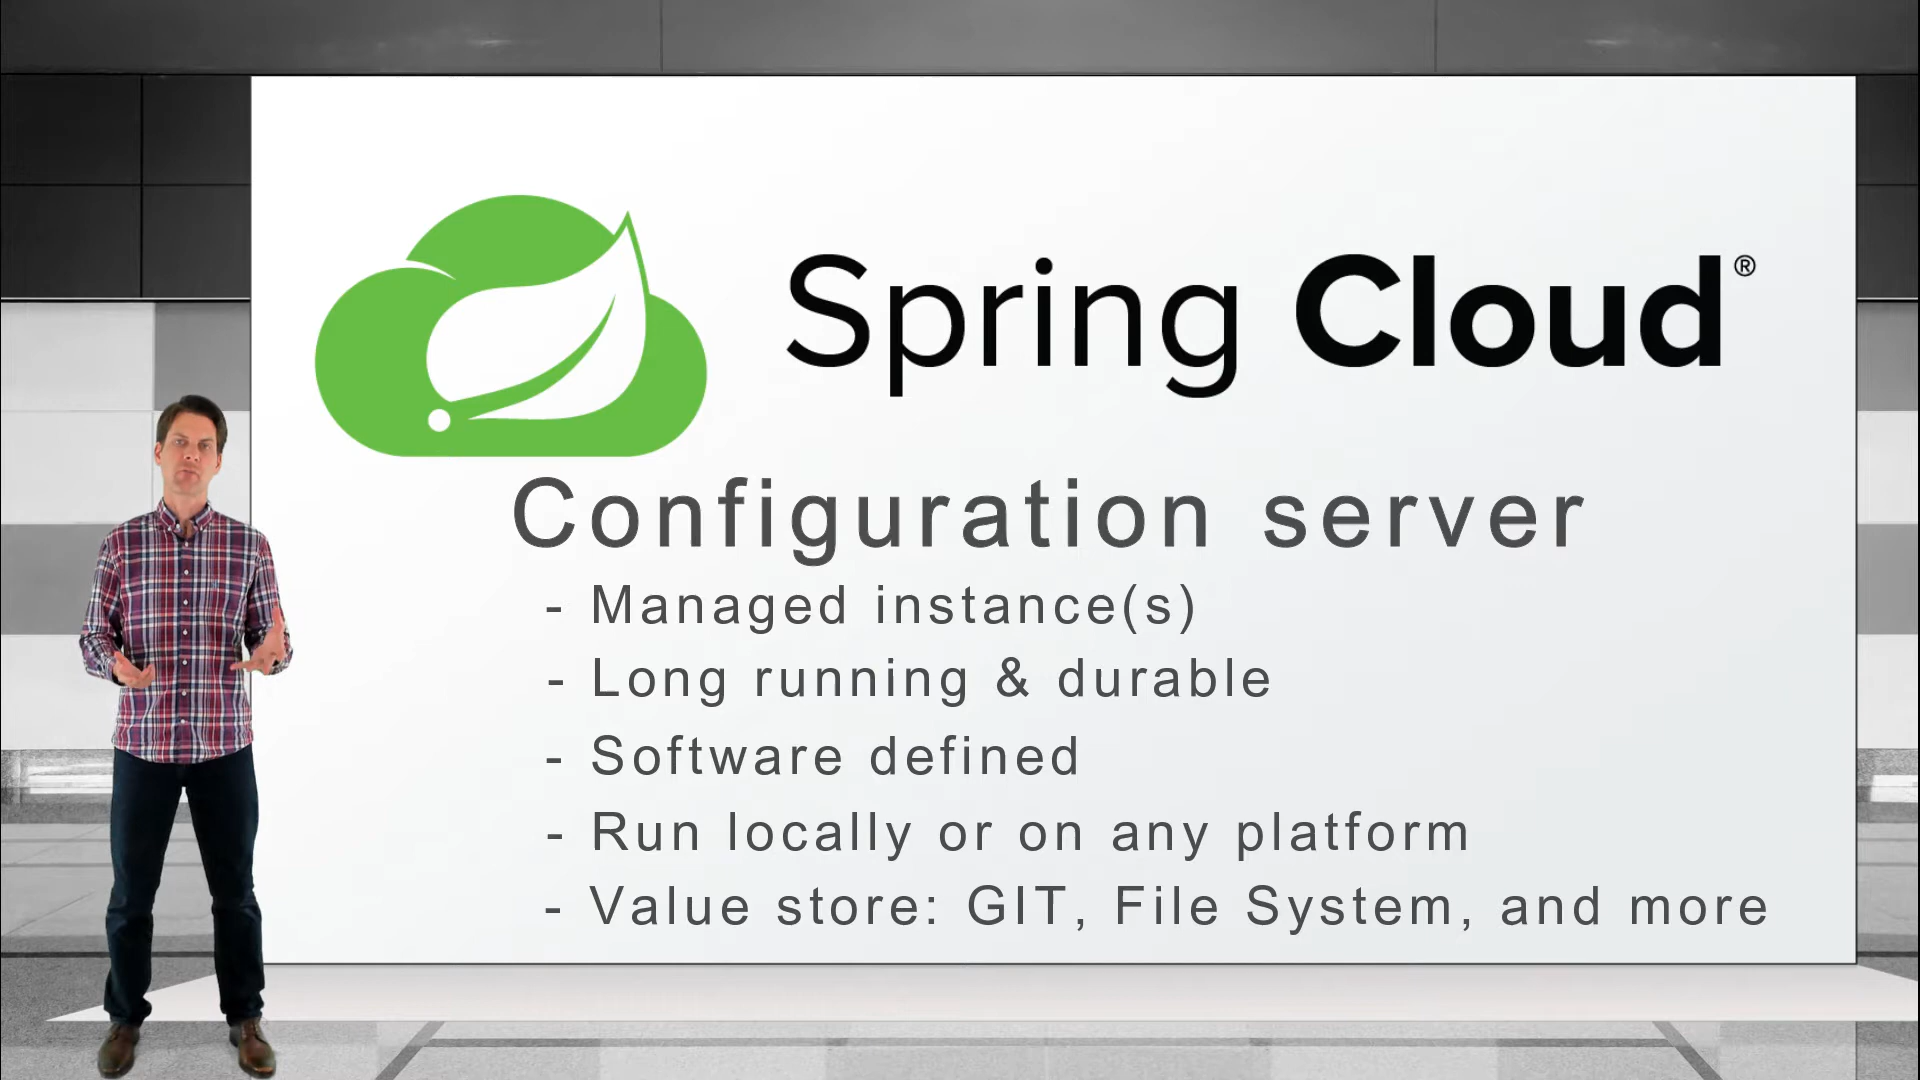 Spring Cloud®
Configuration server
- Managed instance(s)
- Long running & durable
- Software defined
- Run locally or on any platform
- Value store: GIT, File System, and more